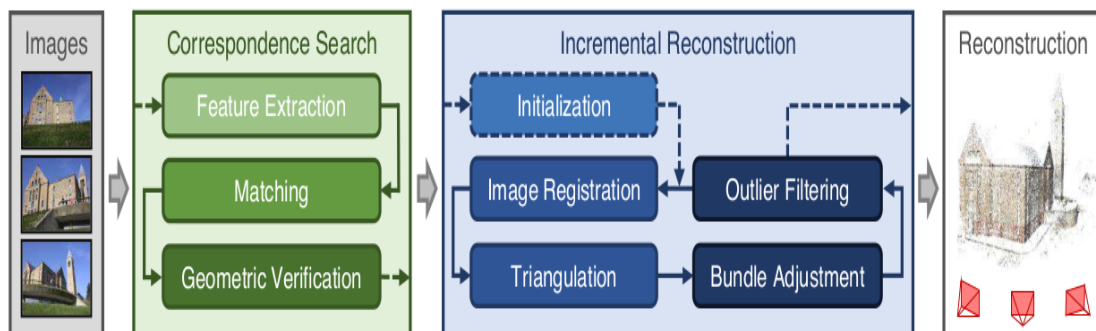 Images
Correspondence Search
Feature Extraction
Matching
Geometric Verification
Incremental Reconstruction
Initialization
Image Registration
Outlier Filtering
Triangulation
Bundle Adjustment
Reconstruction